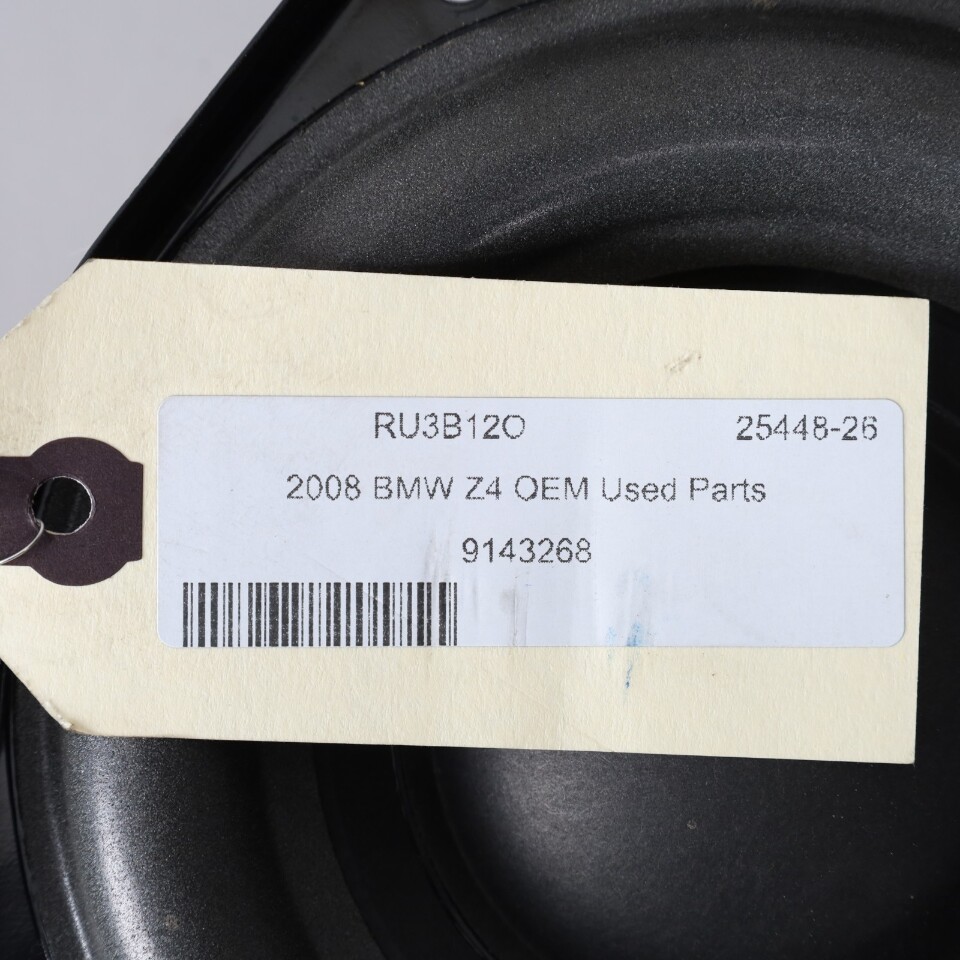 RU3B12O 25448-26
2008 BMW Z4 OEM Used Parts
9143268